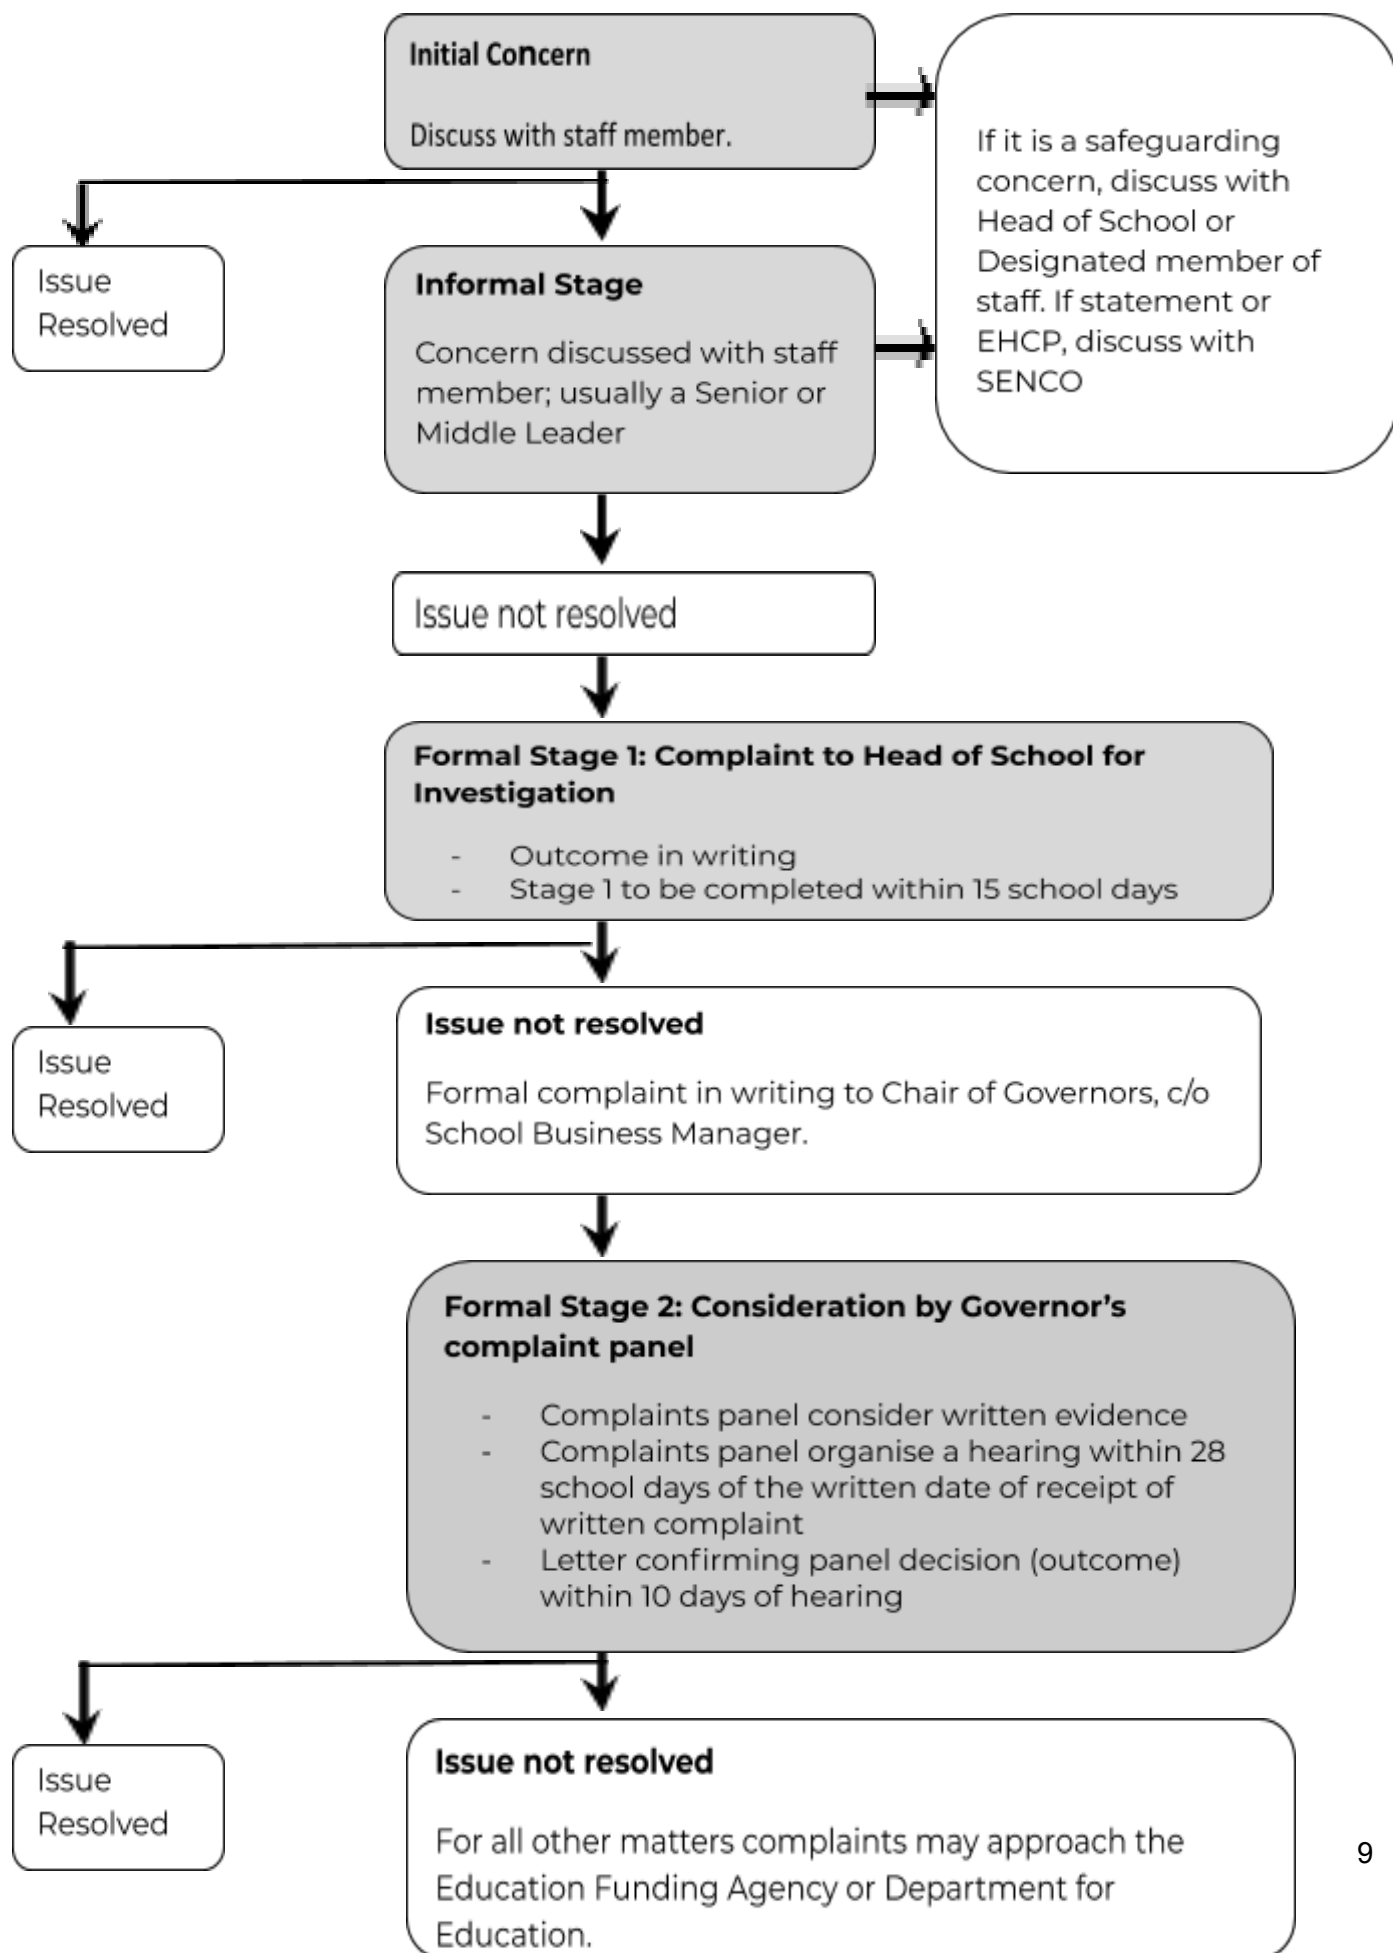 Initial Concern
Discuss with staff member.
If it is a safeguarding
concern, discuss with
Head of School or
Designated member of
staff. If statement or
EHCP, discuss with
SENCO
Issue
Resolved
Informal Stage
Concern discussed with staff
member; usually a Senior or
Middle Leader
Issue not resolved
Formal Stage 1: Complaint to Head of School for
Investigation
- Outcome in writing
- Stage 1 to be completed within 15 school days
Issue
Resolved
Issue not resolved
Formal complaint in writing to Chair of Governors, c/o
School Business Manager.
Formal Stage 2: Consideration by Governor’s
complaint panel
- Complaints panel consider written evidence
- Complaints panel organise a hearing within 28
school days of the written date of receipt of
written complaint
- Letter confirming panel decision (outcome)
within 10 days of hearing
Issue
Resolved
Issue not resolved
For all other matters complaints may approach the
Education Funding Agency or Department for
Education.
9